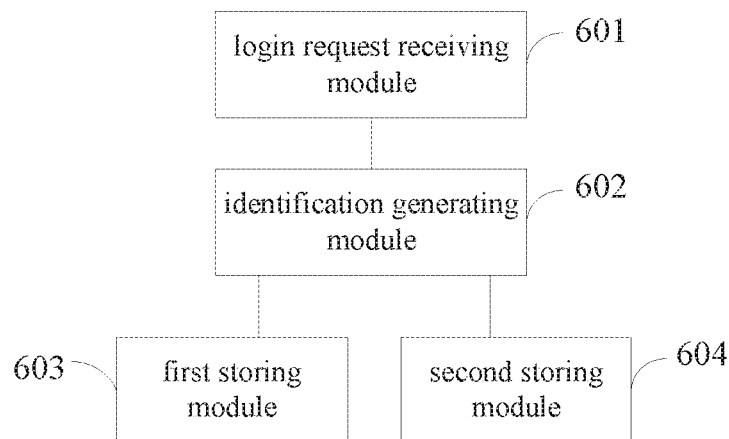 login request receiving
module
601
identification generating
module
602
603
first storing
module
second storing
module
604